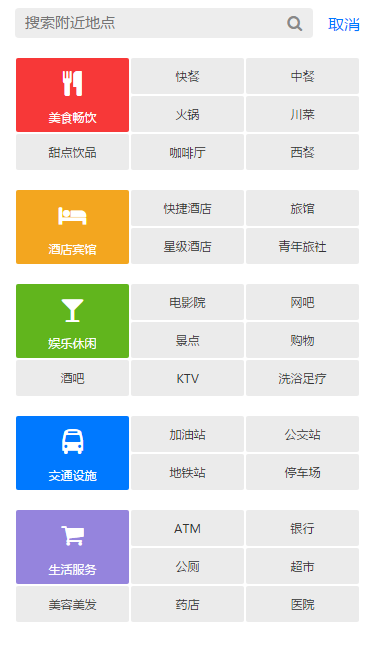 搜索附近地点 取消
美食畅饮 快餐 中餐
火锅 川菜
甜点饮品 咖啡厅 西餐
酒店宾馆 快捷酒店 旅馆
星级酒店 青年旅社
娱乐休闲 电影院 网吧
景点 购物
酒吧 KTV 洗浴足疗
交通设施 加油站 公交站
地铁站 停车场
生活服务 ATM 银行
公厕 超市
美容美发 药店 医院